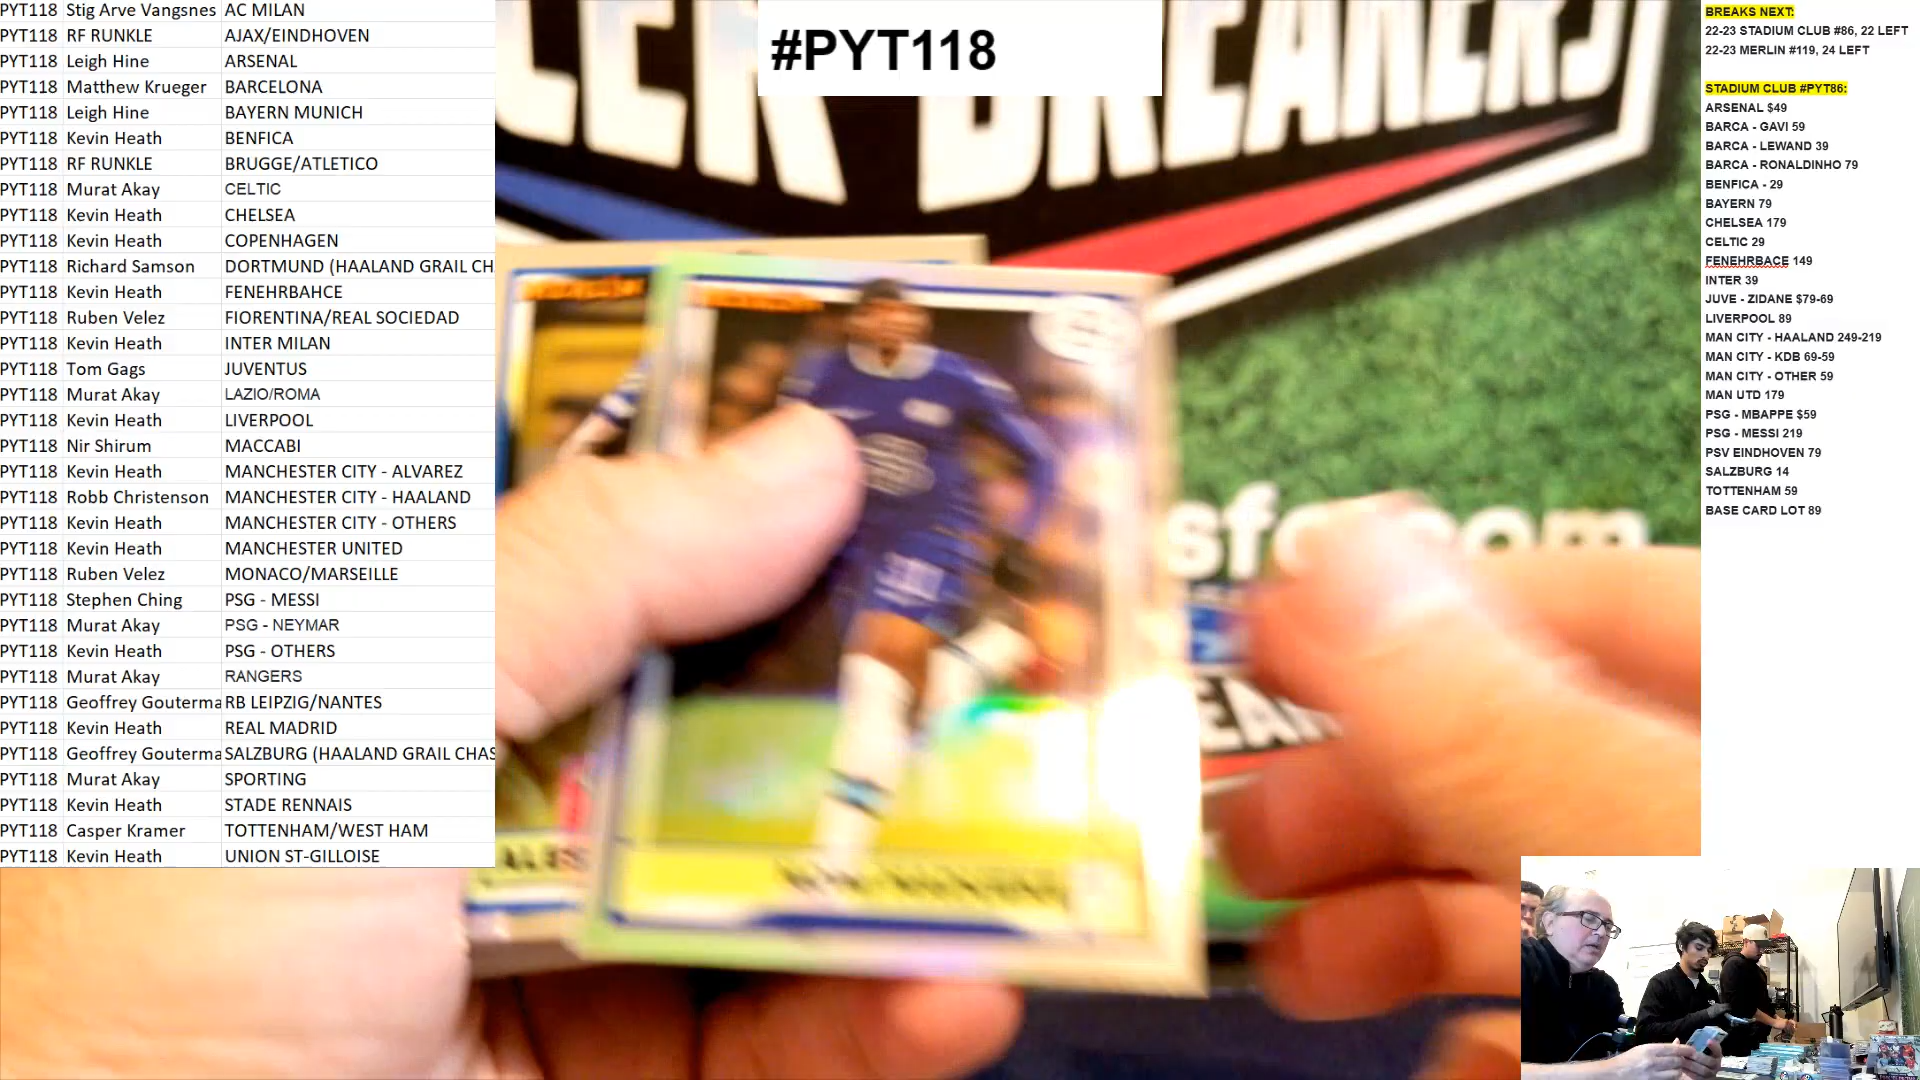 PYT118 Stig Arve Vangsnes AC MILAN
PYT118 RF RUNKLE AJAX/EINDHOVEN
PYT118 Leigh Hine ARSENAL
PYT118 Matthew Krueger BARCELONA
PYT118 Leigh Hine BAYERN MUNICH
PYT118 Kevin Heath BENFICA
PYT118 RF RUNKLE BRUGGE/ATLETICO
PYT118 Murat Akay CELTIC
PYT118 Kevin Heath CHELSEA
PYT118 Kevin Heath COPENHAGEN
PYT118 Richard Samson DORTMUND (HAALAND GRAIL CH
PYT118 Kevin Heath FENEHRBAHCE
PYT118 Ruben Velez FIORENTINA/REAL SOCIEDAD
PYT118 Kevin Heath INTER MILAN
PYT118 Tom Gags JUVENTUS
PYT118 Murat Akay LAZIO/ROMA
PYT118 Kevin Heath LIVERPOOL
PYT118 Nir Shirum MACCABI
PYT118 Kevin Heath MANCHESTER CITY - ALVAREZ
PYT118 Robb Christenson MANCHESTER CITY - HAALAND
PYT118 Kevin Heath MANCHESTER CITY - OTHERS
PYT118 Kevin Heath MANCHESTER UNITED
PYT118 Ruben Velez MONACO/MARSEILLE
PYT118 Stephen Ching PSG - MESSI
PYT118 Murat Akay PSG - NEYMAR
PYT118 Kevin Heath PSG - OTHERS
PYT118 Murat Akay RANGERS
PYT118 Geoffrey Gouterma RB LEIPZIG/NANTES
PYT118 Kevin Heath REAL MADRID
PYT118 Geoffrey Gouterma SALZBURG (HAALAND GRAIL CHAS
PYT118 Murat Akay SPORTING
PYT118 Kevin Heath STADE RENNAIS
PYT118 Casper Kramer TOTTENHAM/WEST HAM
PYT118 Kevin Heath UNION ST-GILLOISE
#PYT118
BREAKS NEXT:
22-23 STADIUM CLUB #86, 22 LEFT
22-23 MERLIN #119, 24 LEFT
STADIUM CLUB #PYT86:
ARSENAL $49
BARCA - GAVI 59
BARCA - LEWAND 39
BARCA - RONALDINHO 79
BENFICA - 29
BAYERN 79
CHELSEA 179
CELTIC 29
FENEHRBACE 149
INTER 39
JUVE - ZIDANE $79-69
LIVERPOOL 89
MAN CITY - HAALAND 249-219
MAN CITY - KDB 69-59
MAN CITY - OTHER 59
MAN UTD 179
PSG - MBAPPE $59
PSG - MESSI 219
PSV EINDHOVEN 79
SALZBURG 14
TOTTENHAM 59
BASE CARD LOT 89